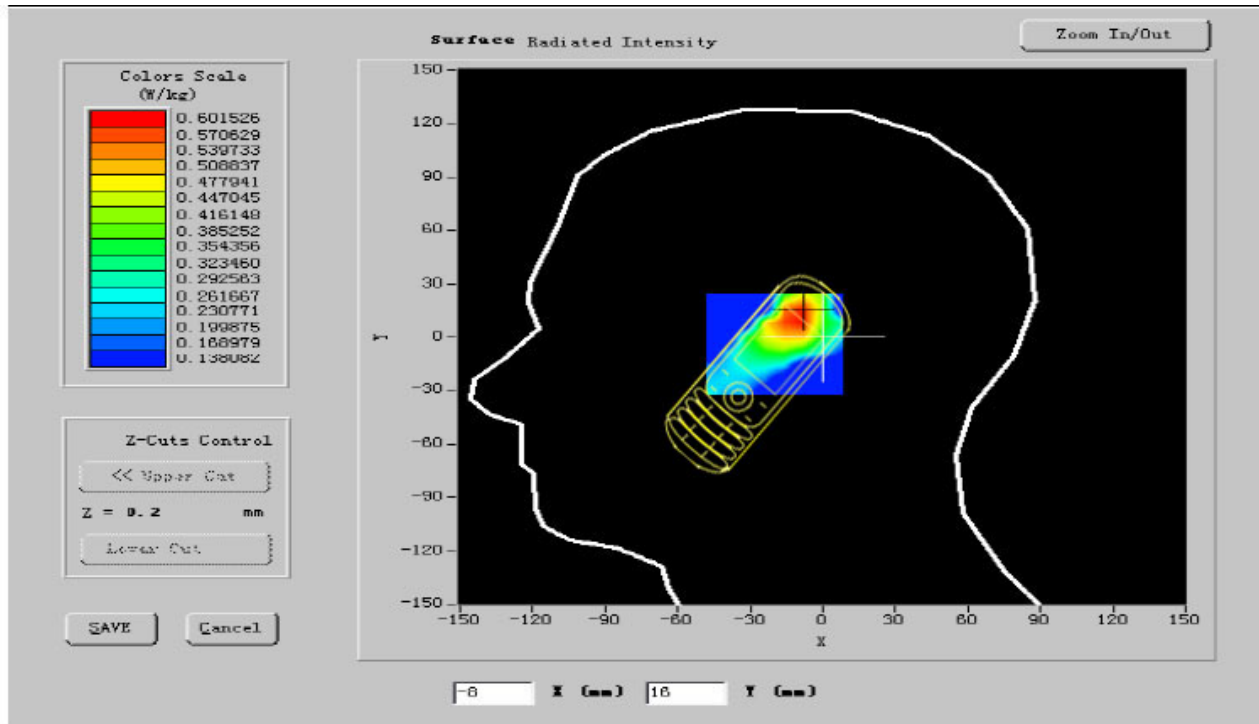 Surface Radiated Intensity
Zoom In/Out
Colors Scale
(W/kg)
0.601526
0.570629
0.539733
0.508837
0.477941
0.447045
0.416148
0.385252
0.354356
0.323460
0.292563
0.261667
0.230771
0.199875
0.168979
0.138082
Z-Cuts Control
<< Upper Cut
Z = 0.2 mm
Lower Cut
SAVE
Cancel
150
120
90
60
30
0
-30
-60
-90
-120
-150
Y
-150 -120 -90 -60 -30 0 30 60 90 120 150
X
-8 X (mm) 16 Y (mm)